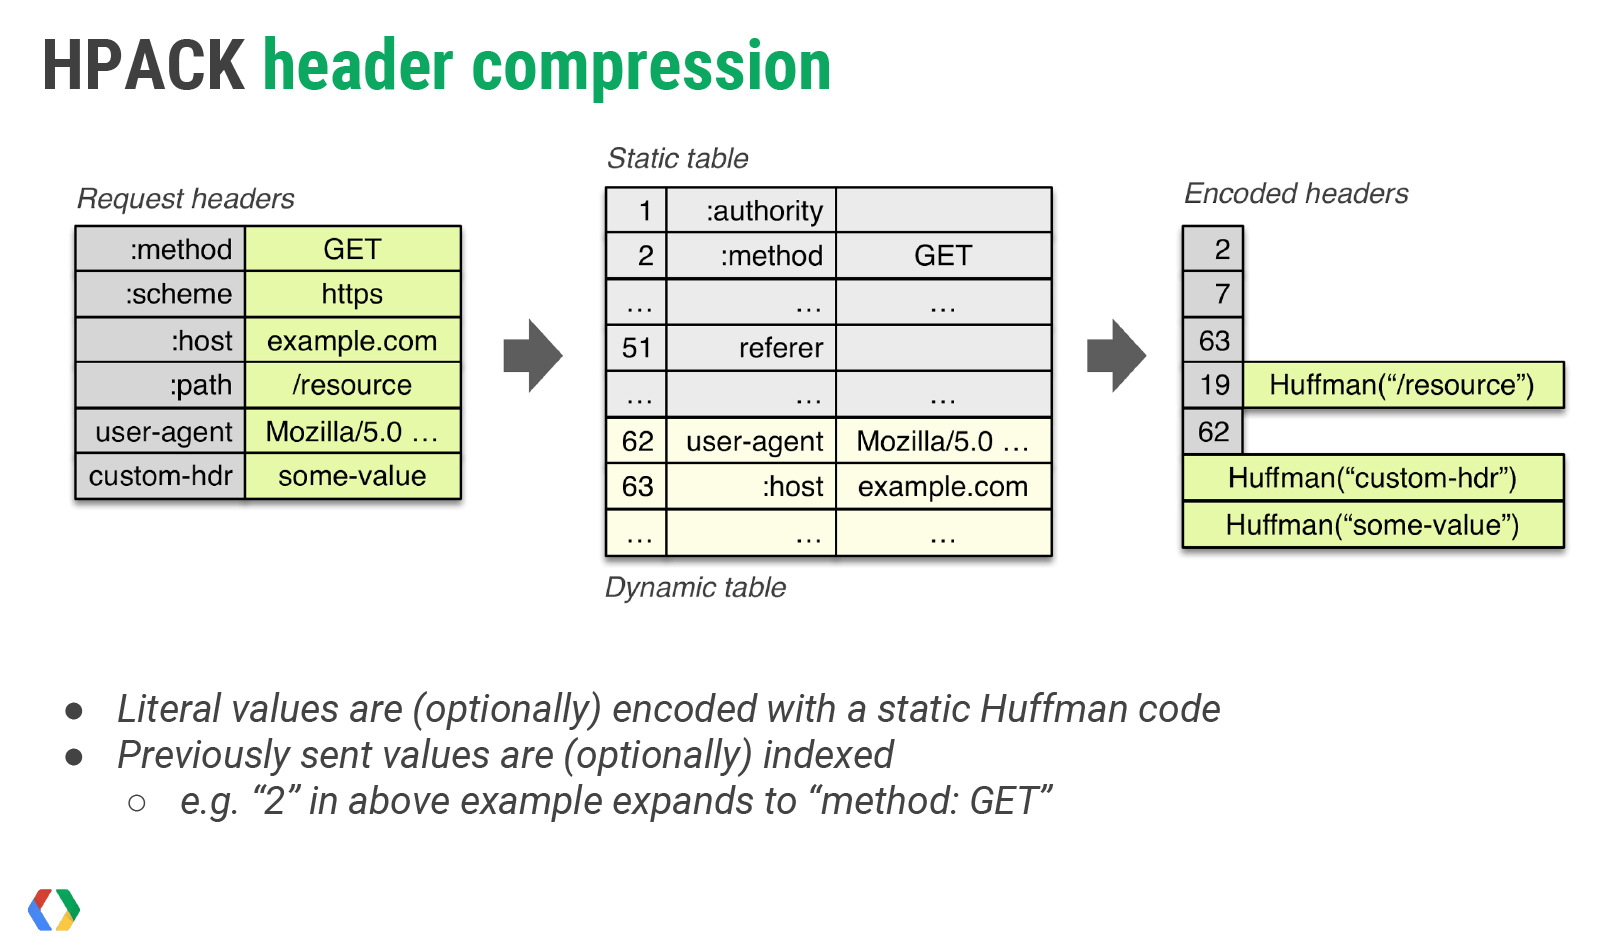 HPACK header compression
Request headers
:method GET
:scheme https
:host example.com
:path /resource
user-agent Mozilla/5.0 ...
custom-hdr some-value
Static table
1 :authority
2 :method GET
... ... ...
51 referer
... ... ...
62 user-agent Mozilla/5.0 ...
63 :host example.com
... ... ...
Dynamic table
Encoded headers
2
7
63
19 Huffman(“/resource”)
62
Huffman(“custom-hdr”)
Huffman(“some-value”)
● Literal values are (optionally) encoded with a static Huffman code
● Previously sent values are (optionally) indexed
○ e.g. “2” in above example expands to “method: GET”